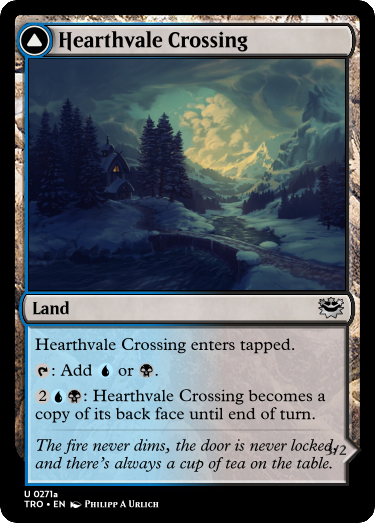 Hearthvale Crossing
Land
Hearthvale Crossing enters tapped.
: Add or .
2 : Hearthvale Crossing becomes a
copy of its back face until end of turn.
The fire never dims, the door is never locked,
and there's always a cup of tea on the table.
3/2
U 0271a
TRO • EN Philipp A Urlich